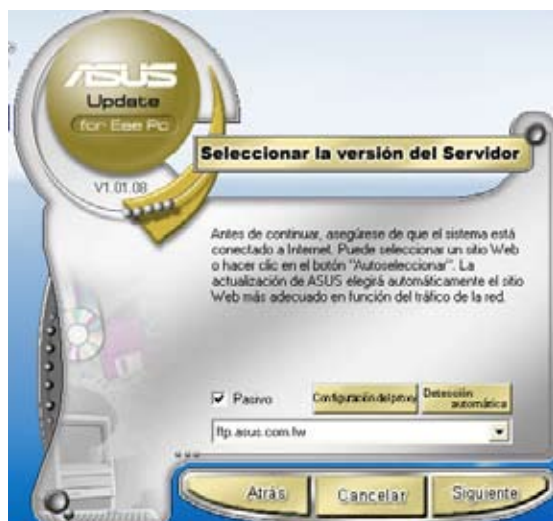 ASUS
Update
for Eee Pc
V1.01.08
Seleccionar la versión del Servidor
Antes de continuar, asegúrese de que el sistema está
conectado a Internet. Puede seleccionar un sitio Web
o hacer clic en el botón "Autoseleccionar". La
actualización de ASUS elegirá automáticamente el sitio
Web más adecuado en función del tráfico de la red.
Pasivo
Configuración del proxy
Detección
automática
ftp.asus.com.tw
Atrás
Cancelar
Siguiente